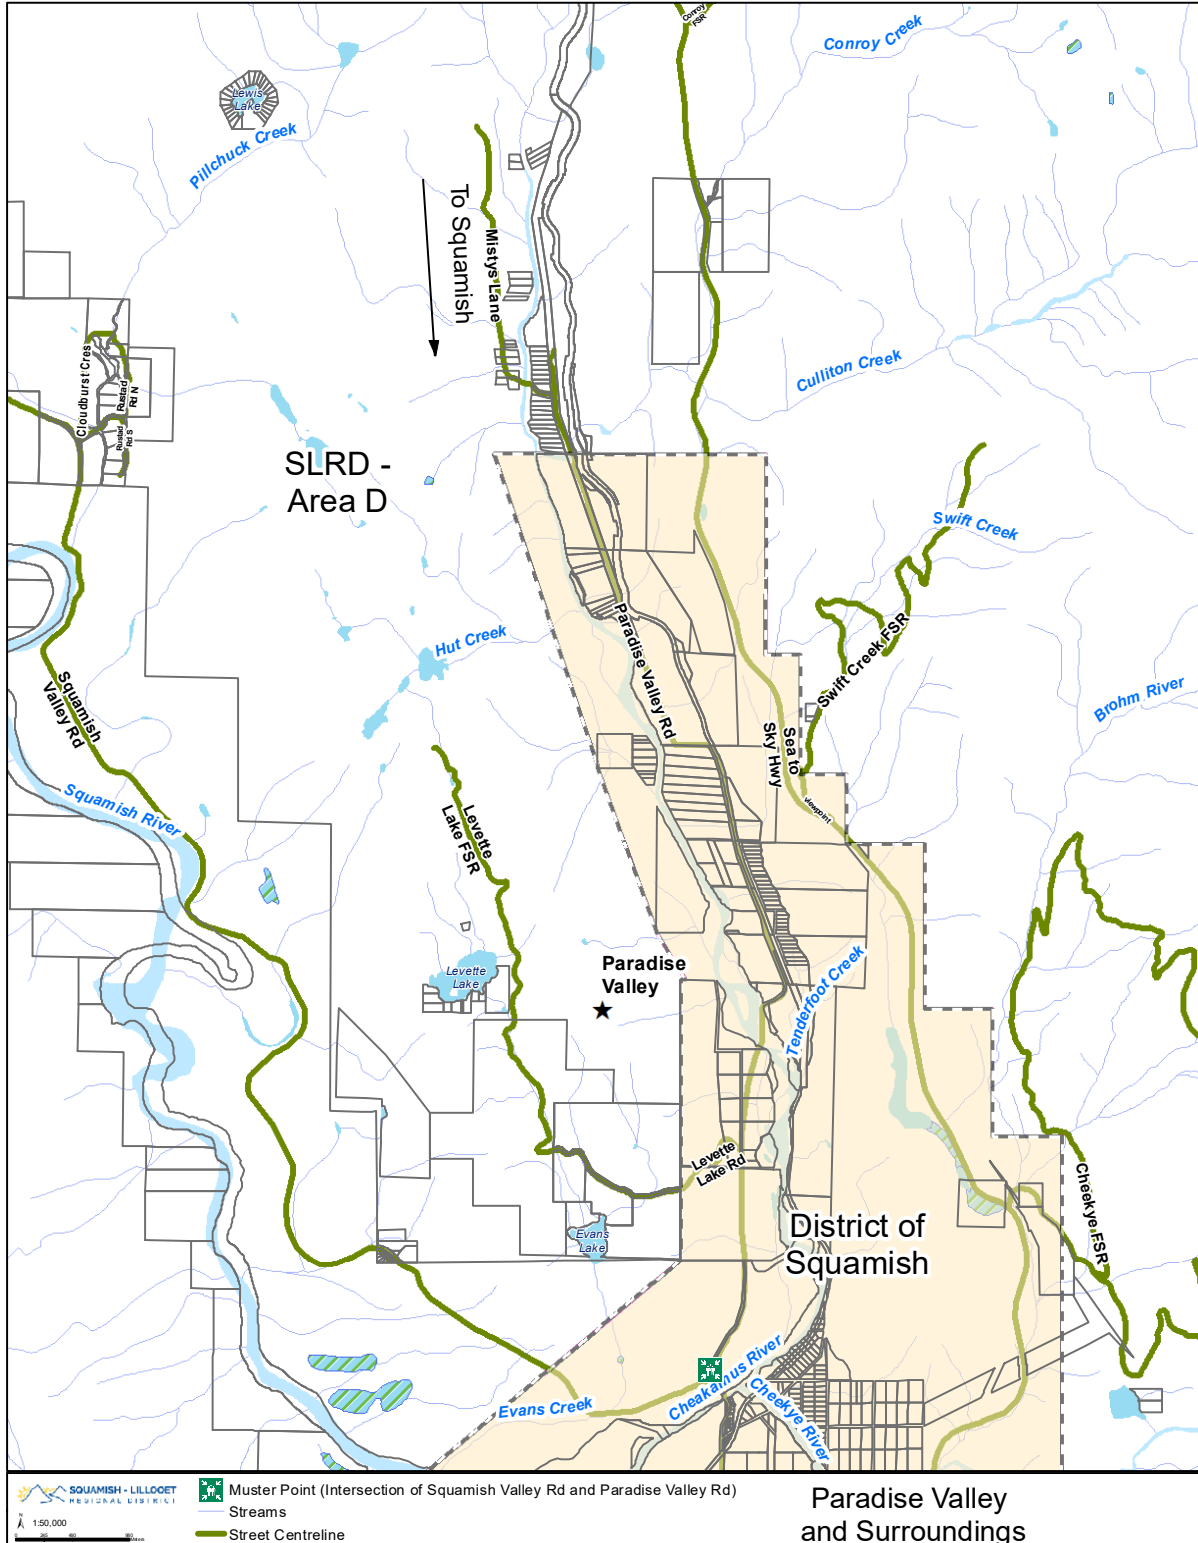 Conroy
FSR
Conroy Creek
Lewis
Lake
Pillchuck Creek
To Squamish
Mistys Lane
Culliton Creek
Cloudburst Cres
Rustad
Rd N
Rustad
Rd S
SLRD -
Area D
Swift Creek
Hut Creek
Paradise Valley Rd
Swift Creek FSR
Squamish
Valley Rd
Brohm River
Sea to
Sky Hwy
Viewpoint
Squamish River
Levette
Lake FSR
Levette
Lake
Paradise
Valley
Tenderfoot Creek
Levette
Lake Rd
Cheekye FSR
Evans
Lake
District of
Squamish
Cheakamus River
Evans Creek
Cheekye River
SQUAMISH - LILLOOET
REGIONAL DISTRICT
N
1:50,000
Muster Point (Intersection of Squamish Valley Rd and Paradise Valley Rd)
Streams
Street Centreline
Paradise Valley
and Surroundings